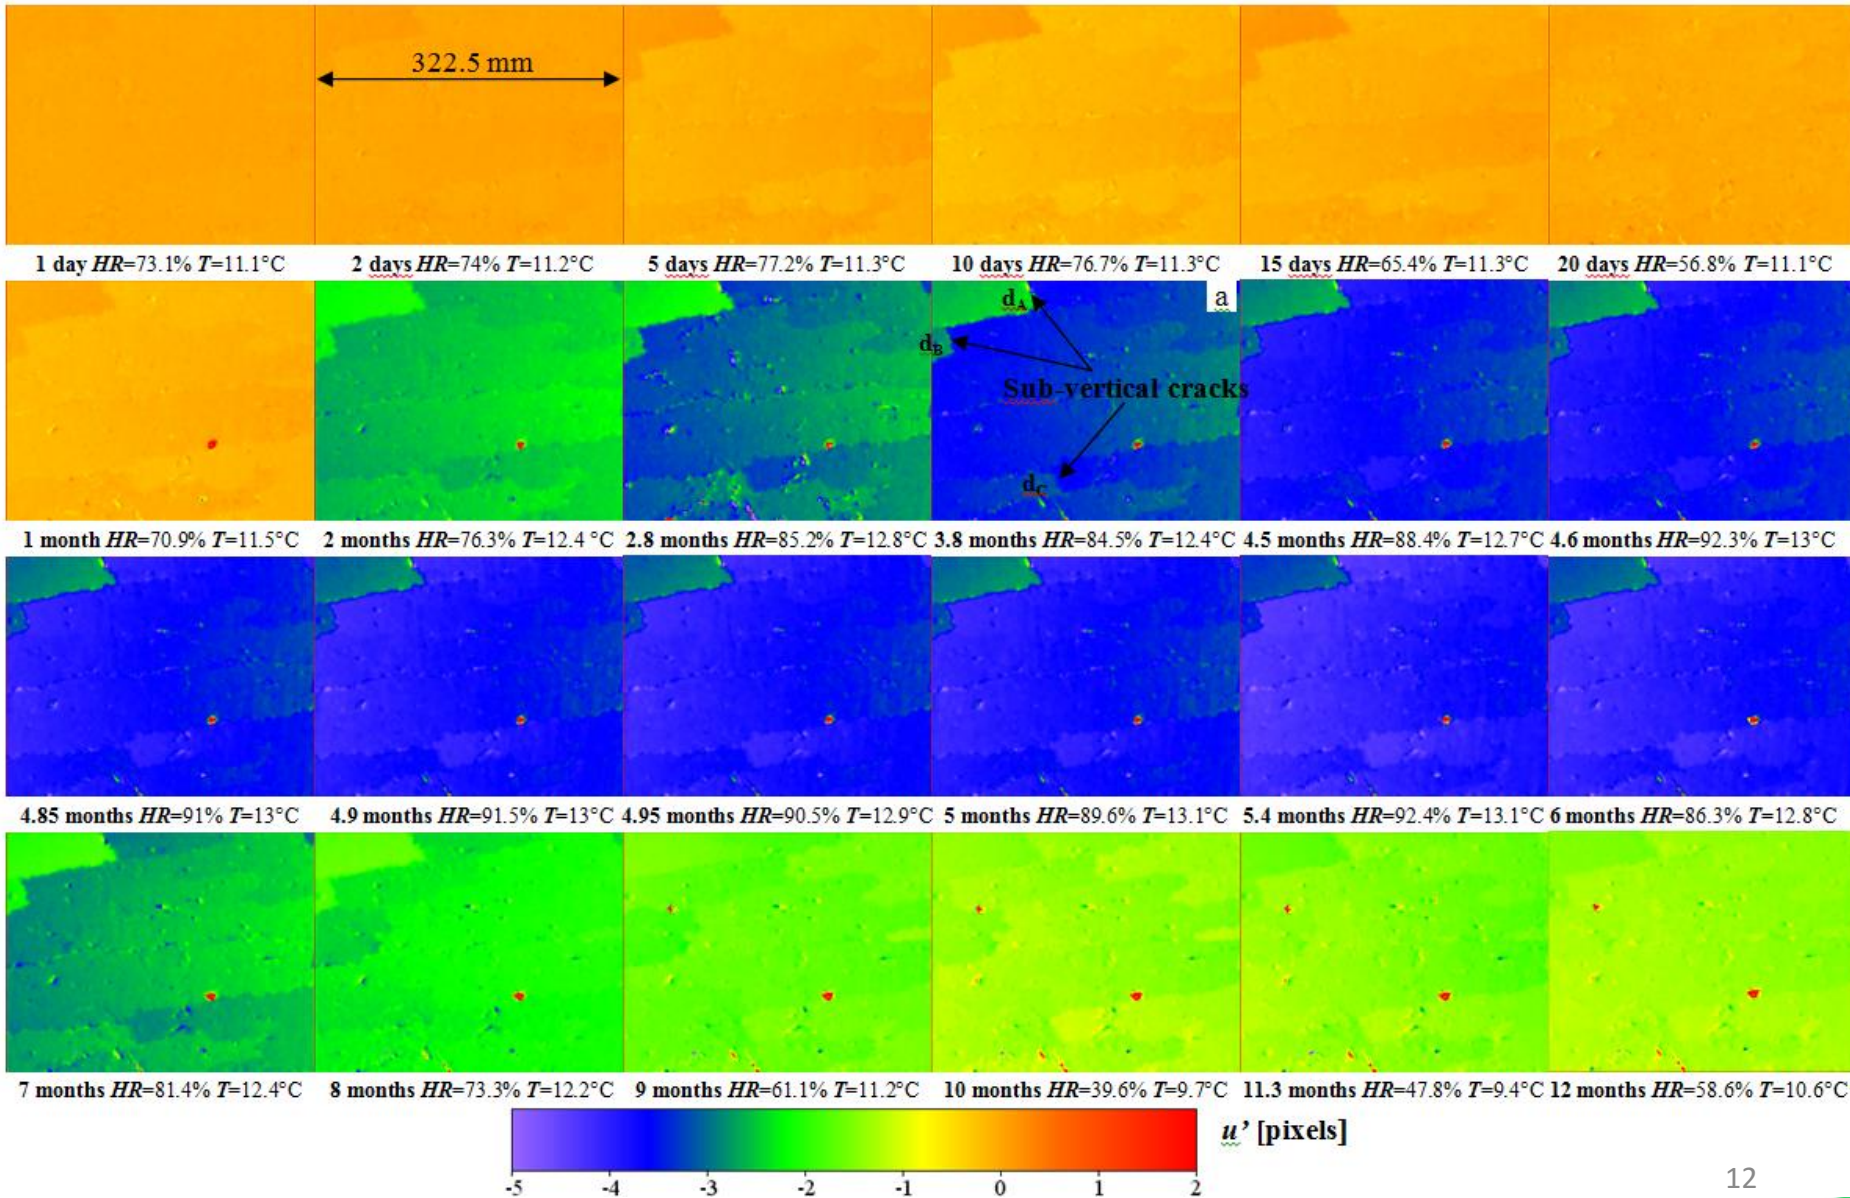 322.5 mm
1 day HR=73.1% T=11.1°C 2 days HR=74% T=11.2°C 5 days HR=77.2% T=11.3°C 10 days HR=76.7% T=11.3°C 15 days HR=65.4% T=11.3°C 20 days HR=56.8% T=11.1°C
d_A a
d_B
Sub-vertical cracks
d_C
1 month HR=70.9% T=11.5°C 2 months HR=76.3% T=12.4 °C 2.8 months HR=85.2% T=12.8°C 3.8 months HR=84.5% T=12.4°C 4.5 months HR=88.4% T=12.7°C 4.6 months HR=92.3% T=13°C
4.85 months HR=91% T=13°C 4.9 months HR=91.5% T=13°C 4.95 months HR=90.5% T=12.9°C 5 months HR=89.6% T=13.1°C 5.4 months HR=92.4% T=13.1°C 6 months HR=86.3% T=12.8°C
7 months HR=81.4% T=12.4°C 8 months HR=73.3% T=12.2°C 9 months HR=61.1% T=11.2°C 10 months HR=39.6% T=9.7°C 11.3 months HR=47.8% T=9.4°C 12 months HR=58.6% T=10.6°C
u’ [pixels]
-5 -4 -3 -2 -1 0 1 2
12